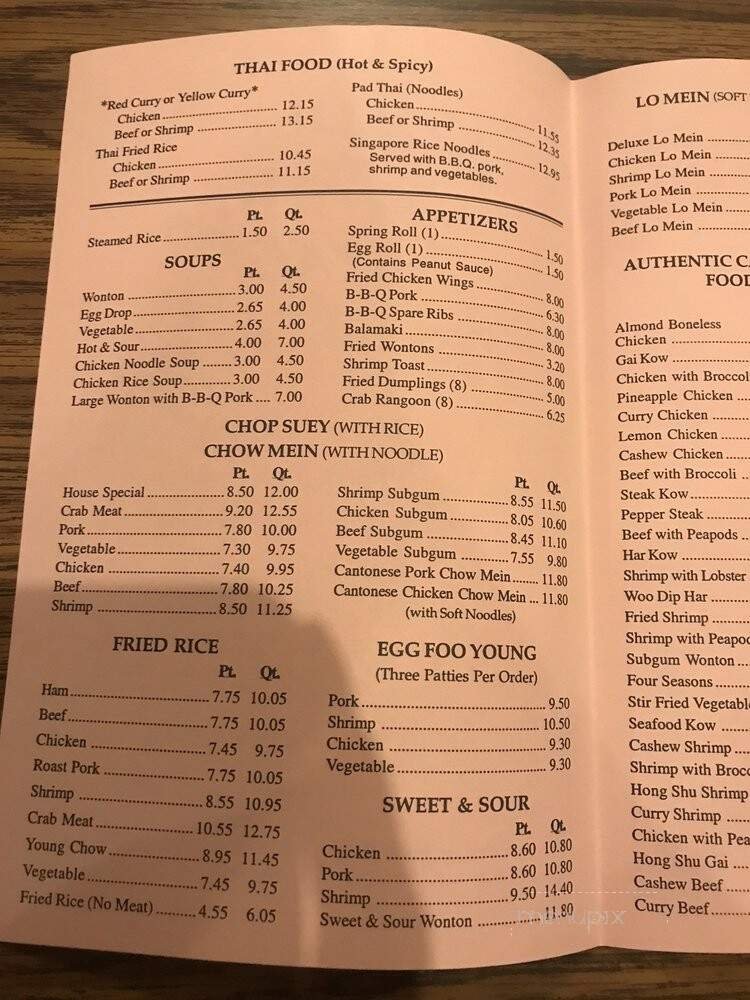 THAI FOOD (Hot & Spicy)
*Red Curry or Yellow Curry*
Chicken 12.15
Beef or Shrimp 13.15
Thai Fried Rice
Chicken 10.45
Beef or Shrimp 11.15
Pad Thai (Noodles)
Chicken 11.55
Beef or Shrimp 12.35
Singapore Rice Noodles 12.95
Served with B.B.Q. pork,
shrimp and vegetables.
Pt. Qt.
Steamed Rice 1.50 2.50
SOUPS
Pt. Qt.
Wonton 3.00 4.50
Egg Drop 2.65 4.00
Vegetable 2.65 4.00
Hot & Sour 4.00 7.00
Chicken Noodle Soup 3.00 4.50
Chicken Rice Soup 3.00 4.50
Large Wonton with B-B-Q Pork 7.00
APPETIZERS
Spring Roll (1) 1.50
Egg Roll (1) 1.50
(Contains Peanut Sauce)
Fried Chicken Wings 8.00
B-B-Q Pork 6.30
B-B-Q Spare Ribs 8.00
Balamaki 8.00
Fried Wontons 3.20
Shrimp Toast 8.00
Fried Dumplings (8) 5.00
Crab Rangoon (8) 6.25
CHOP SUEY (WITH RICE)
CHOW MEIN (WITH NOODLE)
Pt. Qt.
House Special 8.50 12.00
Crab Meat 9.20 12.55
Pork 7.80 10.00
Vegetable 7.30 9.75
Chicken 7.40 9.95
Beef 7.80 10.25
Shrimp 8.50 11.25
Pt. Qt.
Shrimp Subgum 8.55 11.50
Chicken Subgum 8.05 10.60
Beef Subgum 8.45 11.10
Vegetable Subgum 7.55 9.80
Cantonese Pork Chow Mein 11.80
Cantonese Chicken Chow Mein 11.80
(with Soft Noodles)
FRIED RICE
Pt. Qt.
Ham 7.75 10.05
Beef 7.75 10.05
Chicken 7.45 9.75
Roast Pork 7.75 10.05
Shrimp 8.55 10.95
Crab Meat 10.55 12.75
Young Chow 8.95 11.45
Vegetable 7.45 9.75
Fried Rice (No Meat) 4.55 6.05
EGG FOO YOUNG
(Three Patties Per Order)
Pork 9.50
Shrimp 10.50
Chicken 9.30
Vegetable 9.30
SWEET & SOUR
Pt. Qt.
Chicken 8.60 10.80
Pork 8.60 10.80
Shrimp 9.50 14.40
Sweet & Sour Wonton 11.80
menupix
LO MEIN (SOFT
Deluxe Lo Mein
Chicken Lo Mein
Shrimp Lo Mein
Pork Lo Mein
Vegetable Lo Mein
Beef Lo Mein
AUTHENTIC CA
FOOD
Almond Boneless
Chicken
Gai Kow
Chicken with Broccoli
Pineapple Chicken
Curry Chicken
Lemon Chicken
Cashew Chicken
Beef with Broccoli
Steak Kow
Pepper Steak
Beef with Peapods
Har Kow
Shrimp with Lobster
Woo Dip Har
Fried Shrimp
Shrimp with Peapod
Subgum Wonton
Four Seasons
Stir Fried Vegetabl
Seafood Kow
Cashew Shrimp
Shrimp with Brocc
Hong Shu Shrimp
Curry Shrimp
Chicken with Pea
Hong Shu Gai
Cashew Beef
Curry Beef